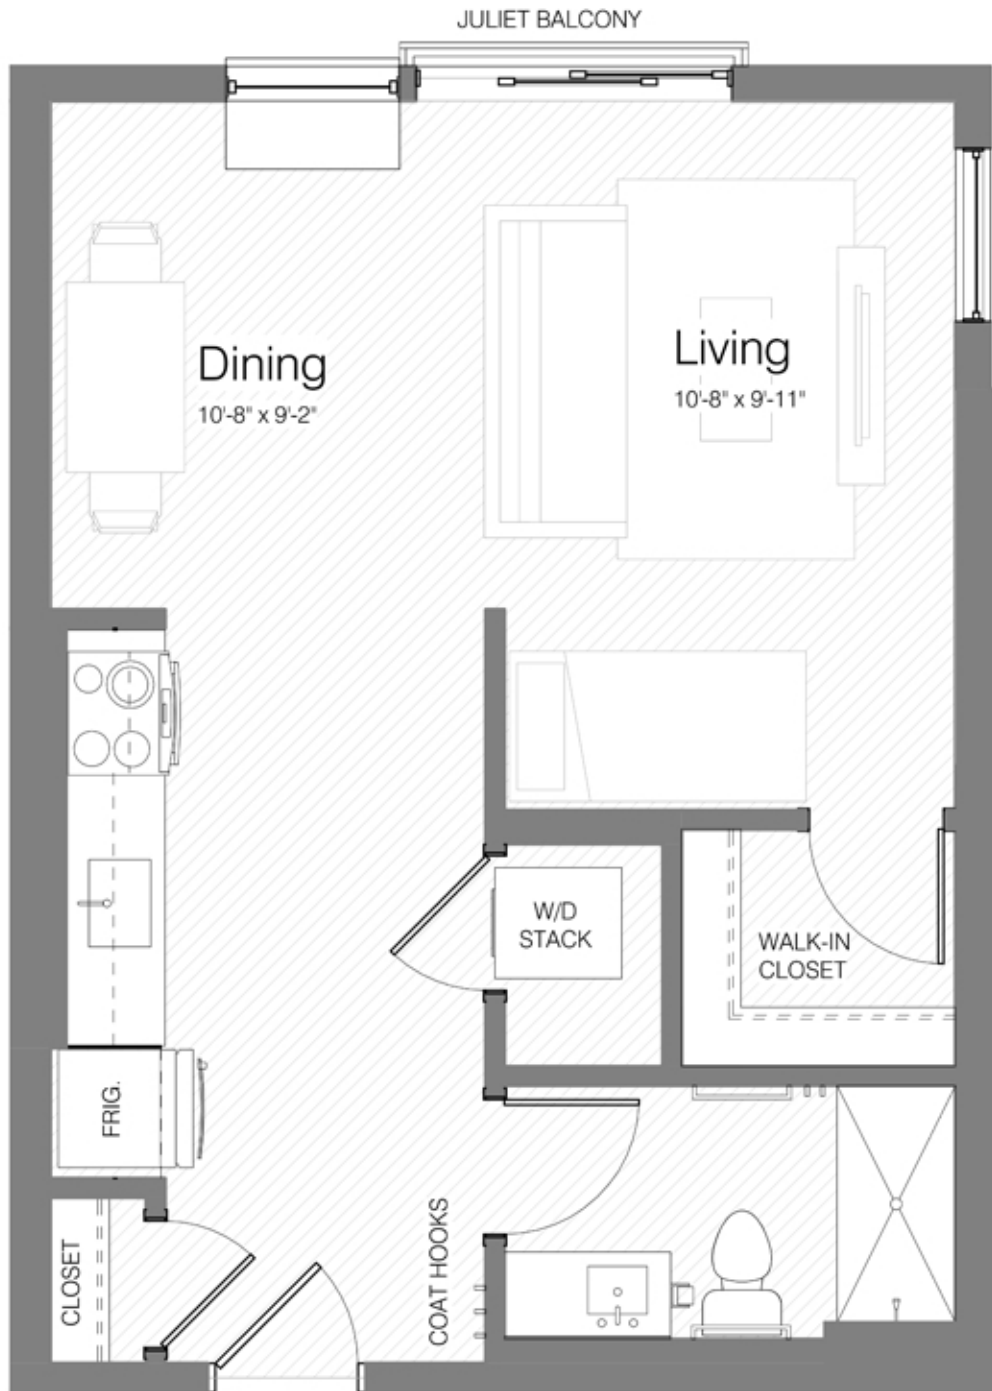 JULIET BALCONY
Dining
10'-8" x 9'-2"
Living
10'-8" x 9'-11"
W/D
STACK
WALK-IN
CLOSET
FRIG.
CLOSET
COAT HOOKS